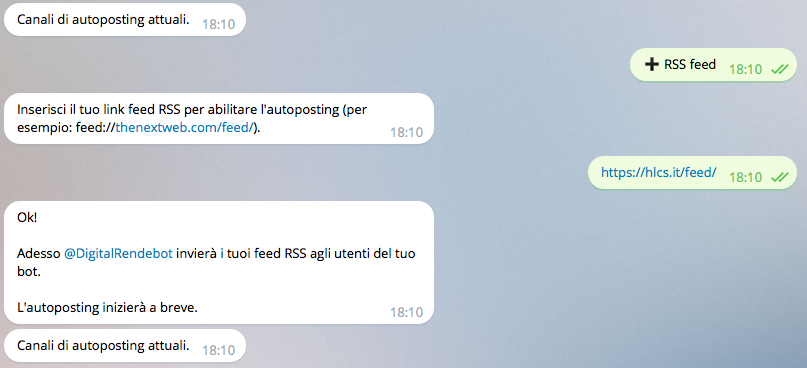 Canali di autoposting attuali. 18:10
➕ RSS feed 18:10
Inserisci il tuo link feed RSS per abilitare l'autoposting (per
esempio: feed://thenextweb.com/feed/). 18:10
https://hlcs.it/feed/ 18:10
Ok!
Adesso @DigitalRendebot invierà i tuoi feed RSS agli utenti del tuo
bot.
L'autoposting inizierà a breve. 18:10
Canali di autoposting attuali. 18:10